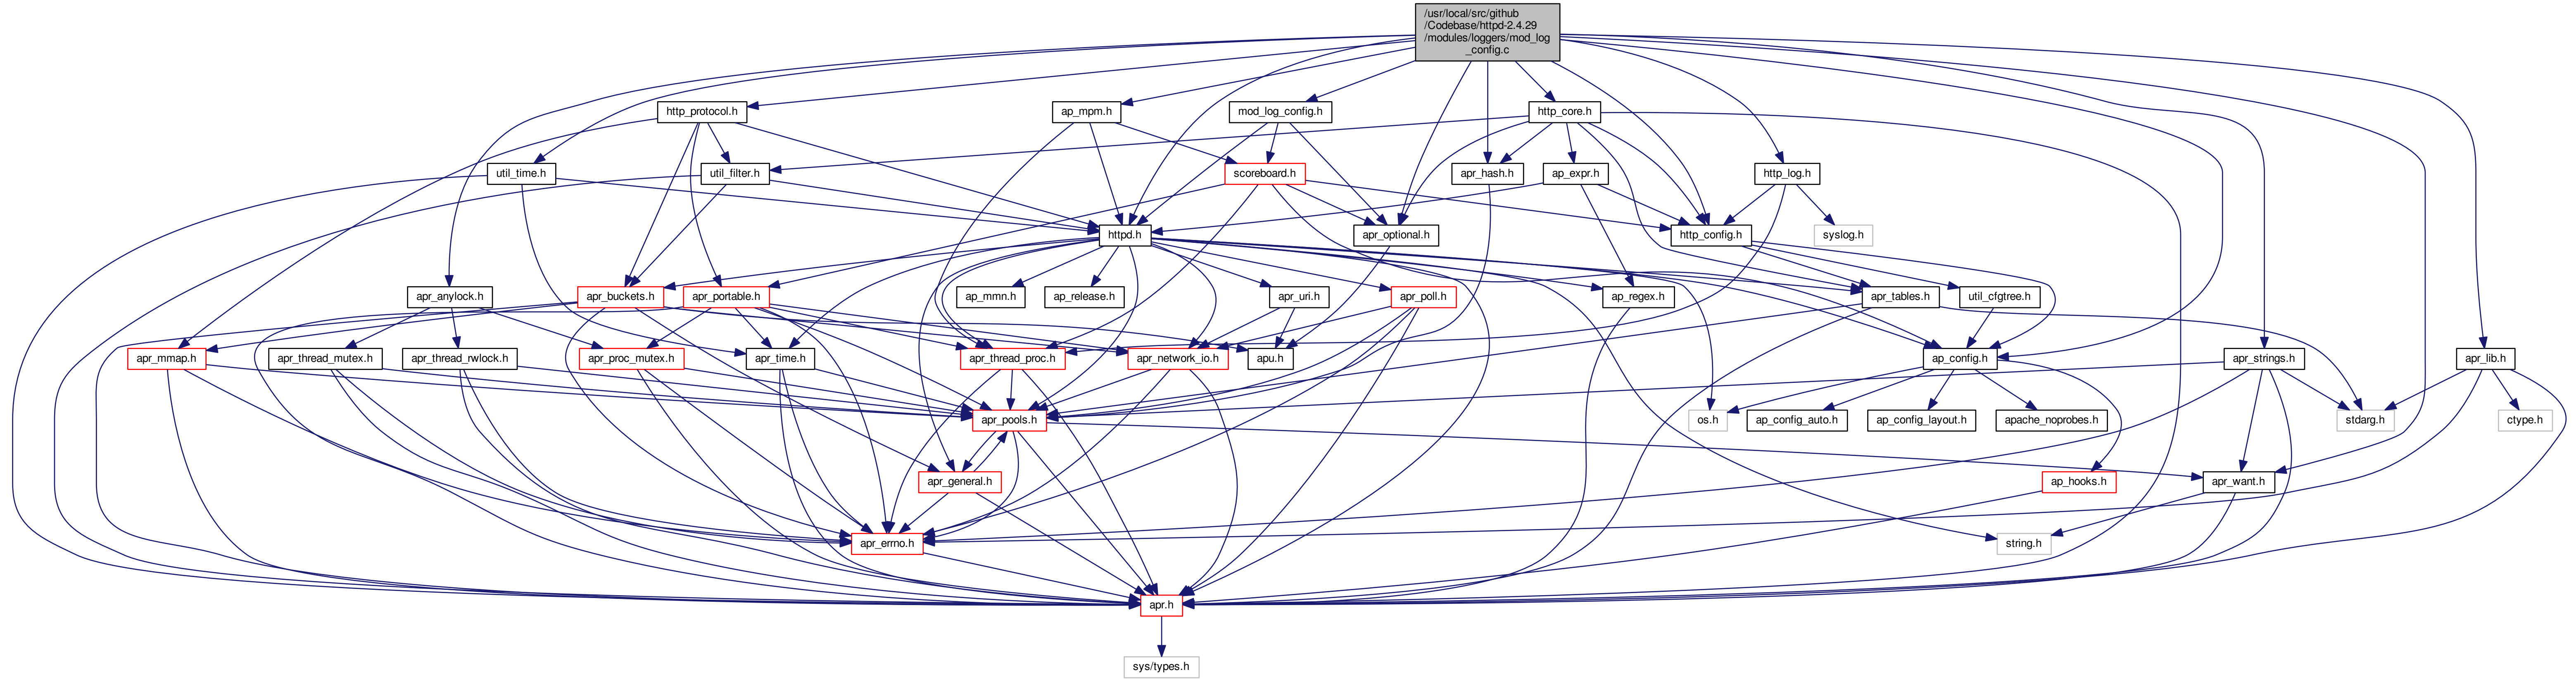 /usr/local/src/github
/Codebase/httpd-2.4.29
/modules/loggers/mod_log
_config.c
http_protocol.h
ap_mpm.h
mod_log_config.h
http_core.h
util_time.h
util_filter.h
scoreboard.h
apr_hash.h
ap_expr.h
http_log.h
httpd.h
apr_optional.h
http_config.h
syslog.h
apr_anylock.h
apr_buckets.h
apr_portable.h
ap_mmn.h
ap_release.h
apr_uri.h
apr_poll.h
ap_regex.h
apr_tables.h
util_cfgtree.h
apr_mmap.h
apr_thread_mutex.h
apr_thread_rwlock.h
apr_proc_mutex.h
apr_time.h
apr_thread_proc.h
apr_network_io.h
apu.h
ap_config.h
apr_strings.h
apr_lib.h
apr_pools.h
os.h
ap_config_auto.h
ap_config_layout.h
apache_noprobes.h
stdarg.h
ctype.h
apr_general.h
ap_hooks.h
apr_want.h
apr_errno.h
string.h
apr.h
sys/types.h